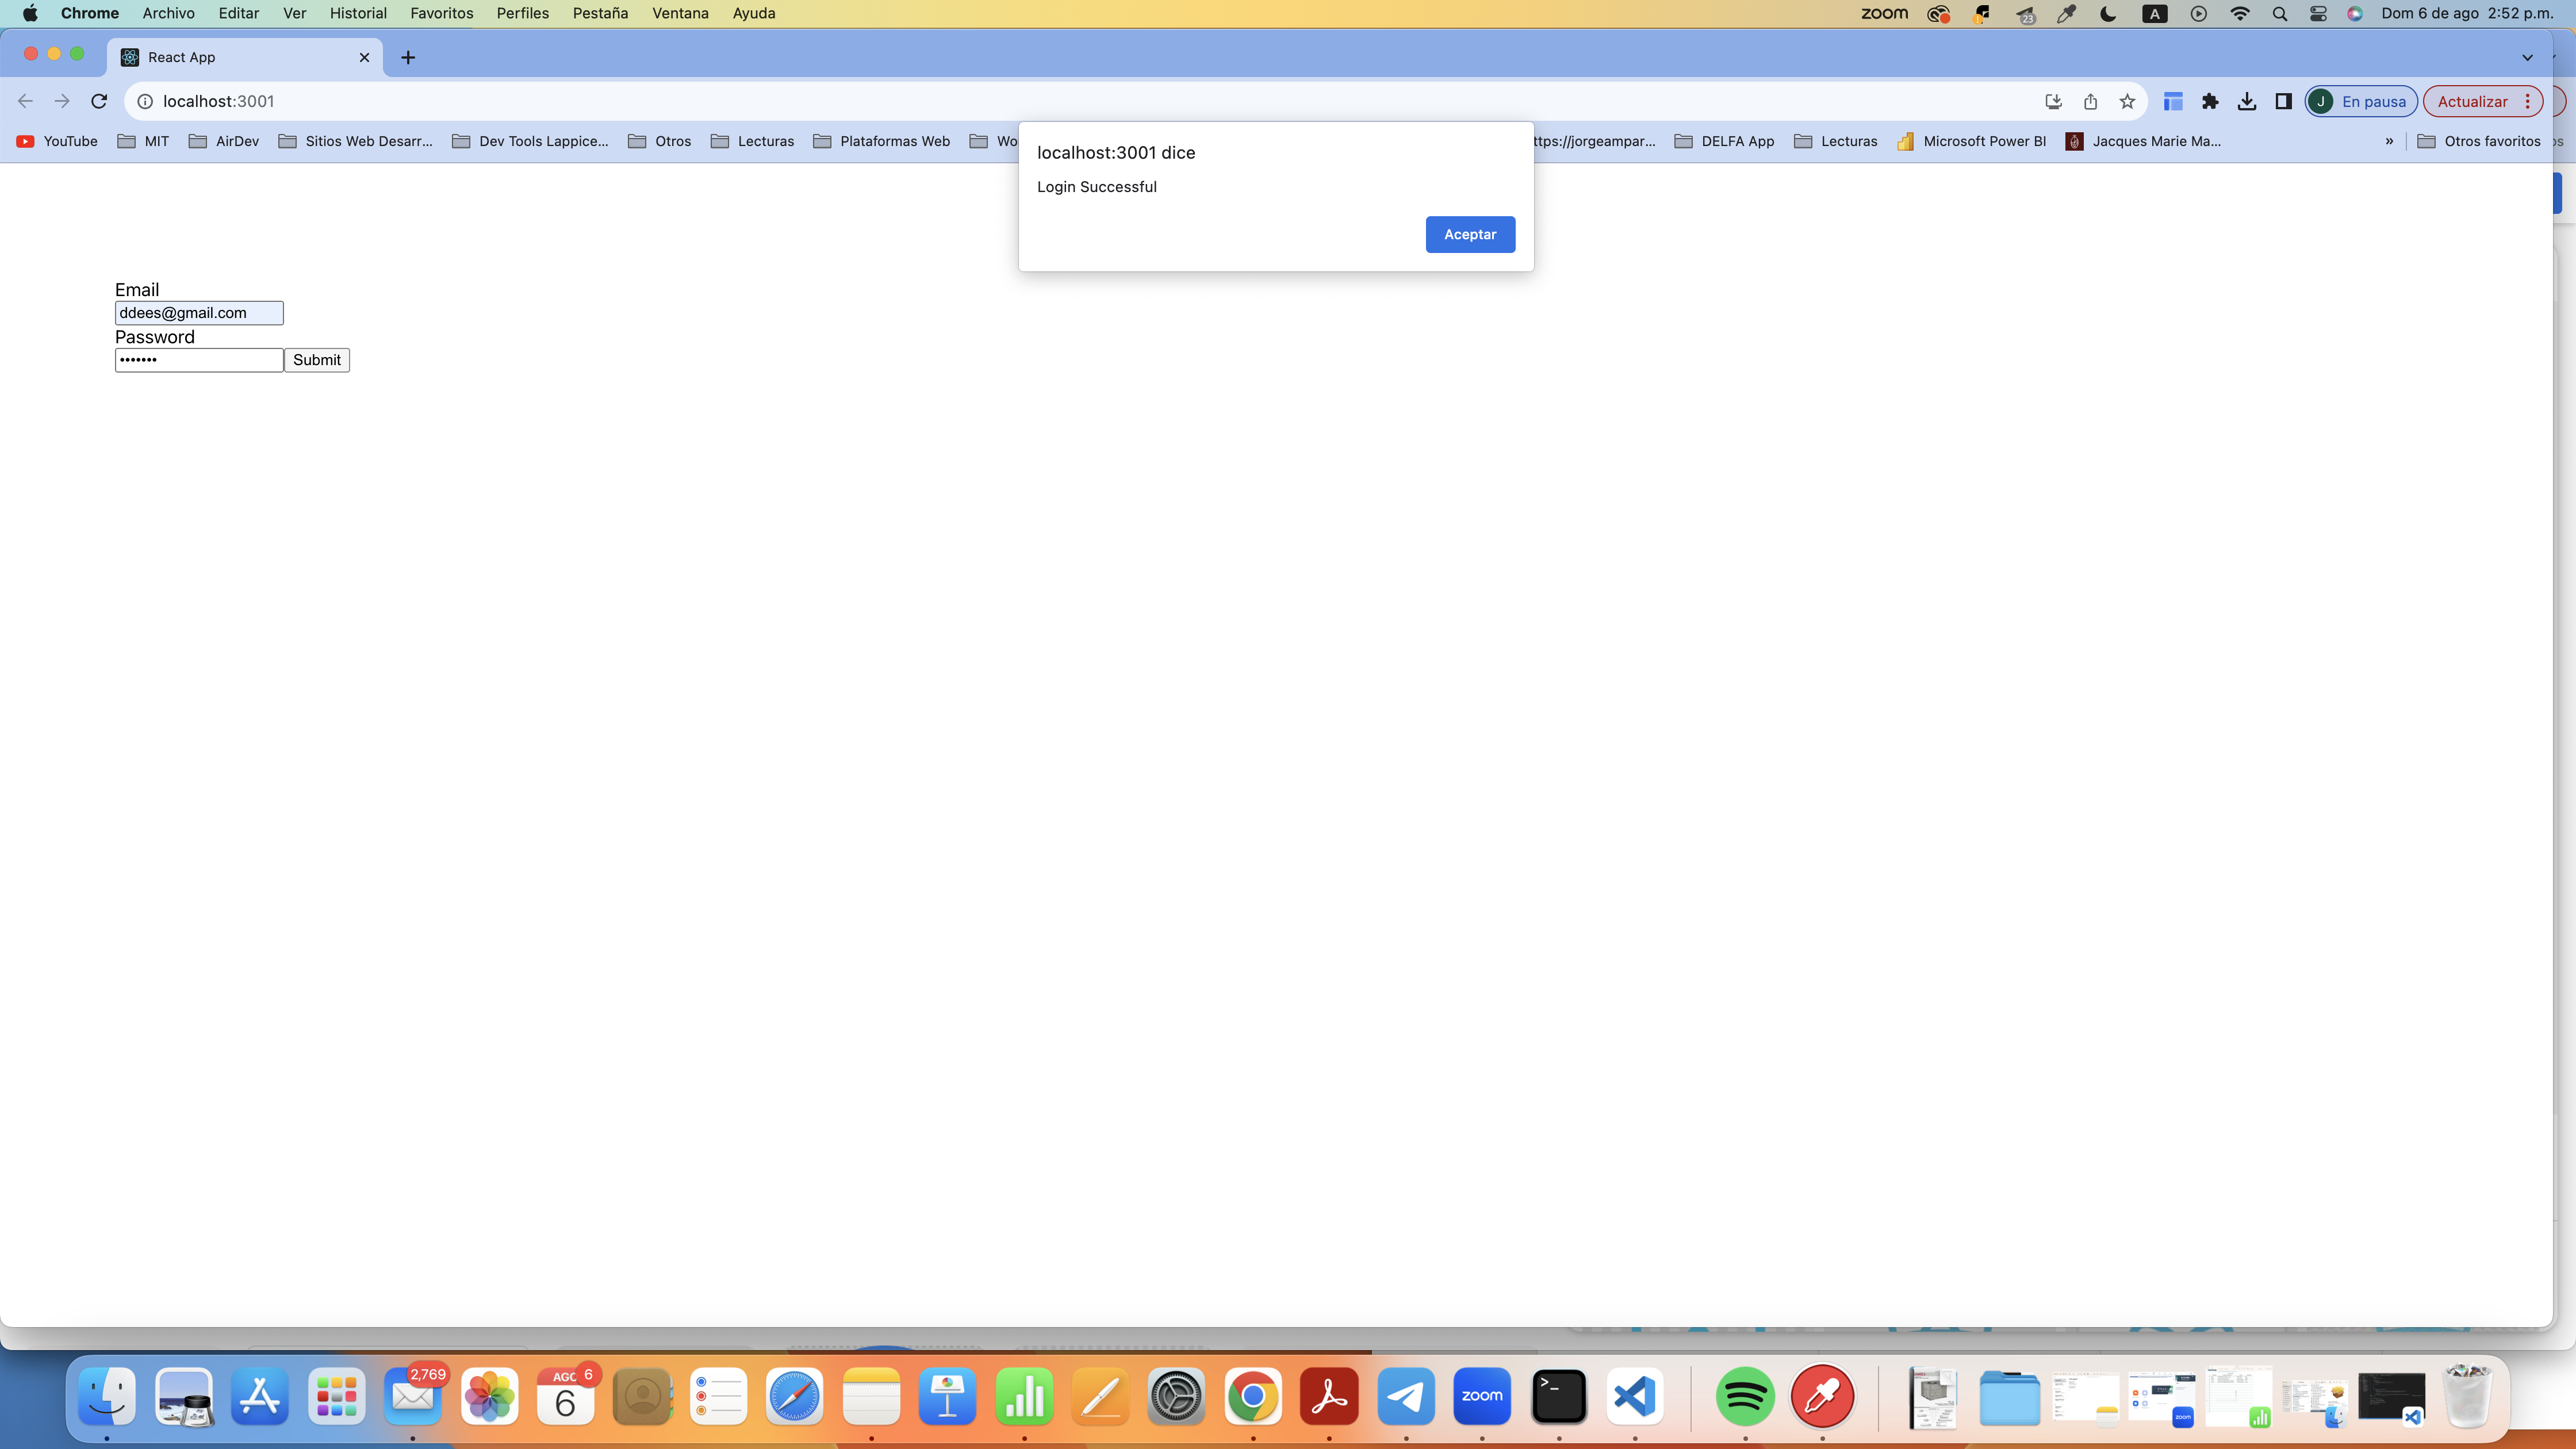 Chrome Archivo Editar Ver Historial Favoritos Perfiles Pestaña Ventana Ayuda zoom 23 A Dom 6 de ago 2:52 p.m.
React App
localhost:3001 J En pausa Actualizar
YouTube MIT AirDev Sitios Web Desarr... Dev Tools Lappice... Otros Lecturas Plataformas Web Wo ttps://jorgeampar... DELFA App Lecturas Microsoft Power BI Jacques Marie Ma... » Otros favoritos
localhost:3001 dice
Login Successful
Aceptar
Email
ddees@gmail.com
Password
••••••• Submit
2,769 AGO 6 6 zoom >_ zoom